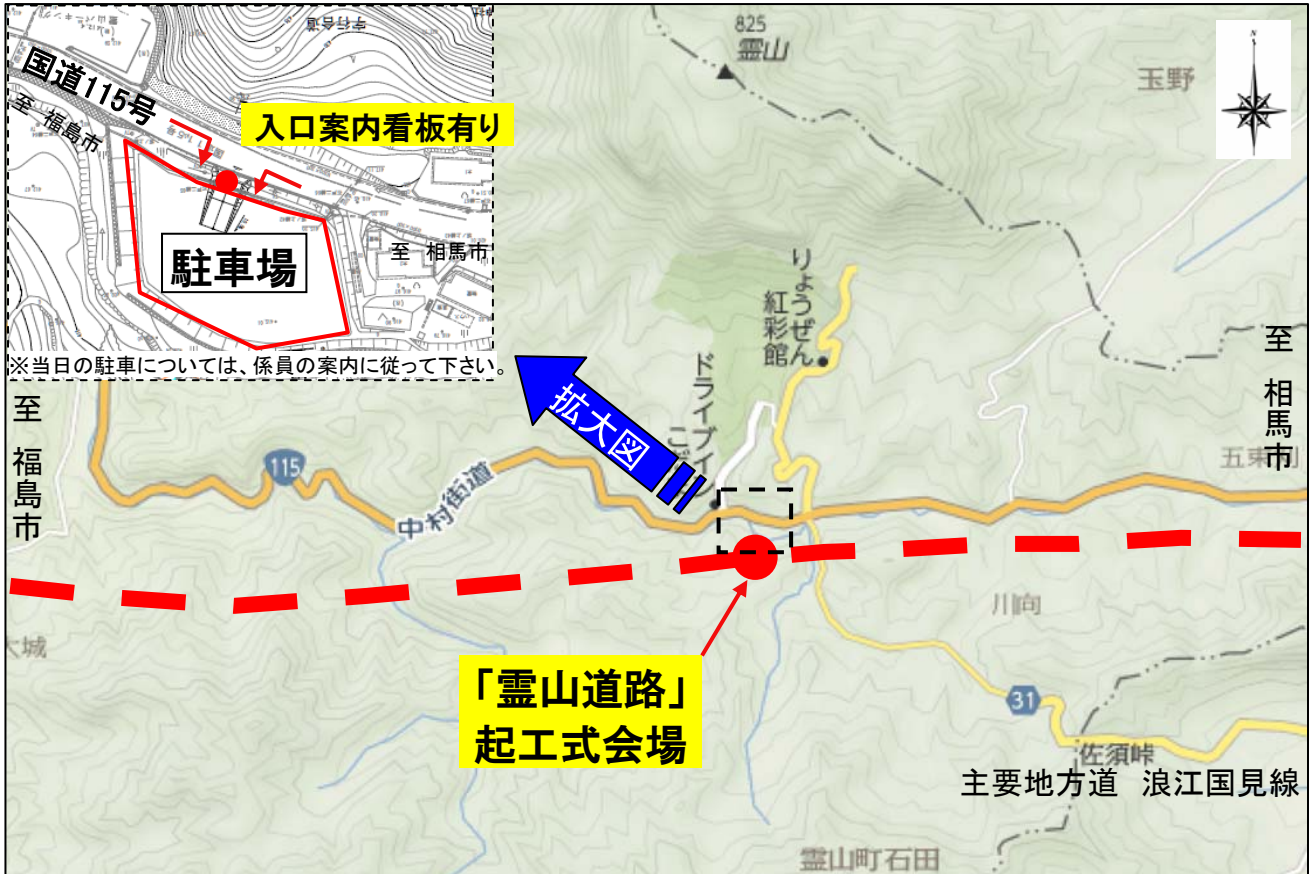 国道115号
至 福島市
入口案内看板有り
駐車場
至 相馬市
字行合道
※当日の駐車については、係員の案内に従って下さい。
825
霊山
玉野
N
りょうぜん
紅彩館
ドライブイン
拡大図
至 福島市
至 相馬市
115
中村街道
川向
31
佐須峠
主要地方道 浪江国見線
「霊山道路」
起工式会場
霊山町石田